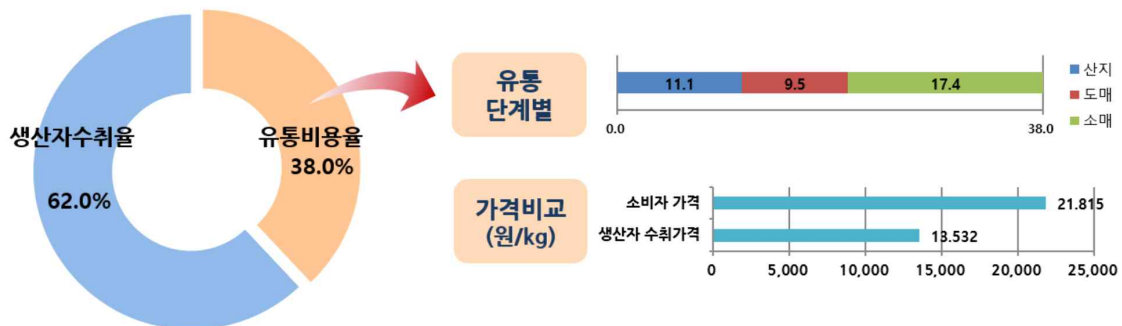 생산자수취율
62.0%
유통비용율
38.0%
유통
단계별
11.1
9.5
17.4
0.0
38.0
산지
도매
소매
가격비교
(원/kg)
소비자 가격
21.815
생산자 수취가격
13.532
0
5,000
10,000
15,000
20,000
25,000